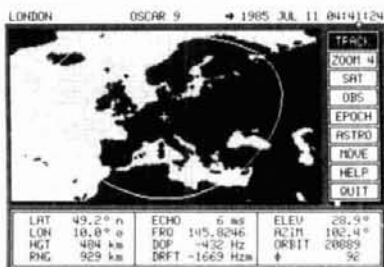 LONDON OSCAR 9 → 1985 JUL 11 04:41:24
TRACK
ZOOM 4
SAT
OBS
EPOCH
ASTRO
MOVE
HELP
QUIT
LAT 49.2° n ECHO 6 ms ELEV 28.9°
LON 10.0° e FRQ 145.8246 AZIM 102.4°
HGT 484 km DOP -432 Hz ORBIT 20889
RNG 929 km DRFT -1669 Hzm ϕ 92